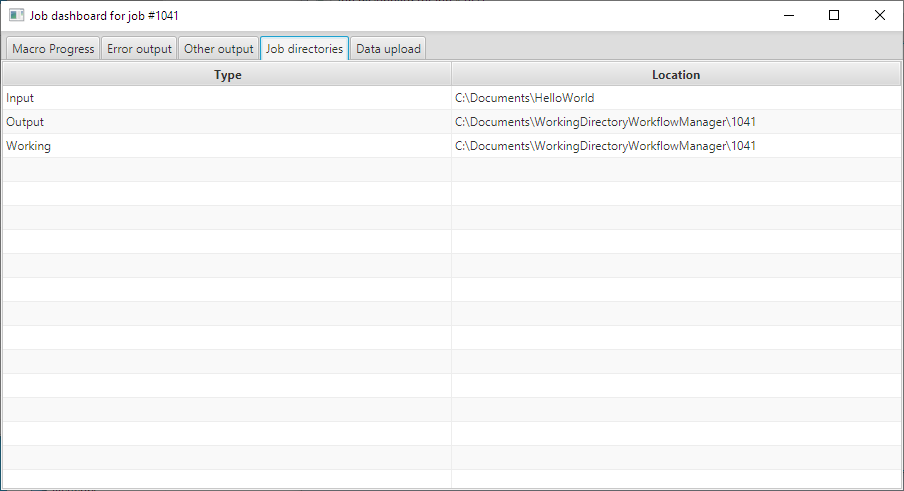 Job dashboard for job #1041
Macro Progress Error output Other output Job directories Data upload
Type Location
Input C:\Documents\HelloWorld
Output C:\Documents\WorkingDirectoryWorkflowManager\1041
Working C:\Documents\WorkingDirectoryWorkflowManager\1041